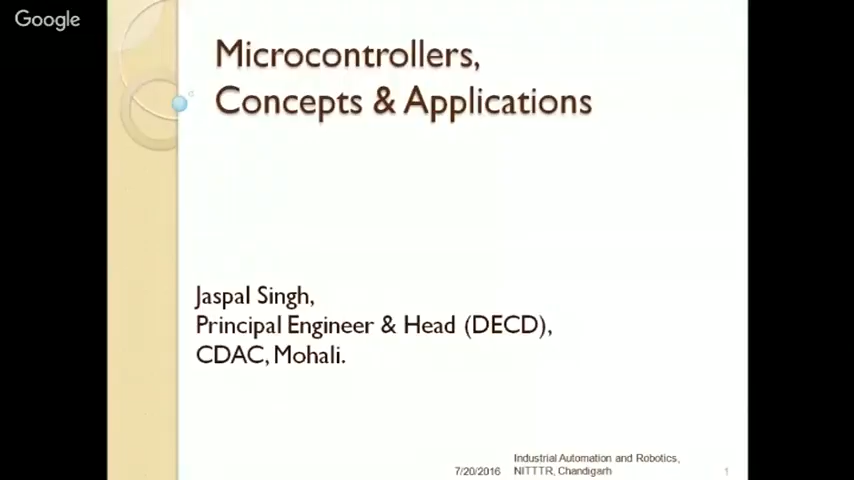 Google
Microcontrollers,
Concepts & Applications
Jaspal Singh,
Principal Engineer & Head (DECD),
CDAC, Mohali.
Industrial Automation and Robotics,
7/20/2016 NITTTR, Chandigarh 1